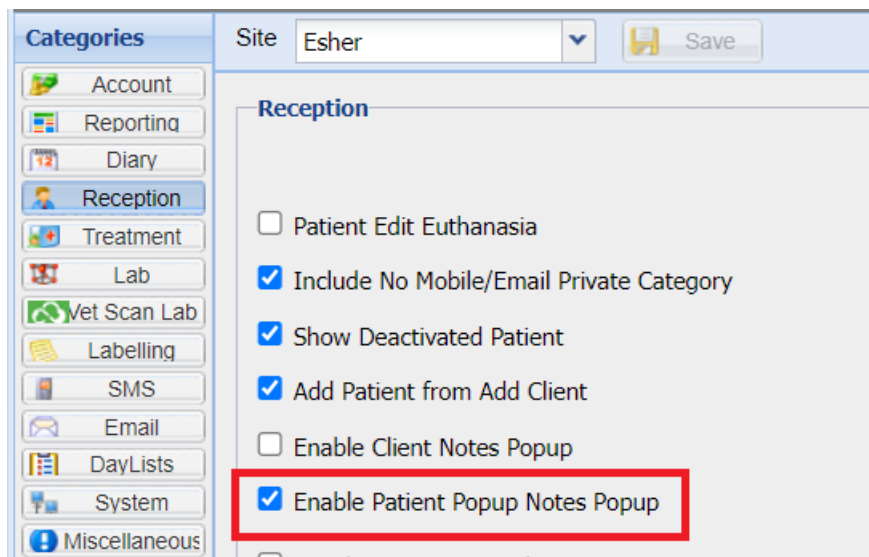 Categories
Account
Reporting
Diary
Reception
Treatment
Lab
Vet Scan Lab
Labelling
SMS
Email
DayLists
System
Miscellaneous
Site Esher Save
Reception
Patient Edit Euthanasia
Include No Mobile/Email Private Category
Show Deactivated Patient
Add Patient from Add Client
Enable Client Notes Popup
Enable Patient Popup Notes Popup